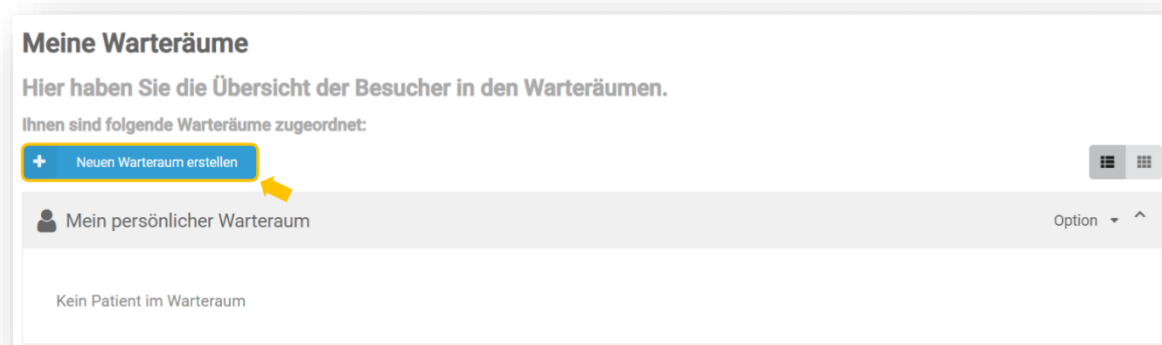 Meine Warteräume
Hier haben Sie die Übersicht der Besucher in den Warteräumen.
Ihnen sind folgende Warteräume zugeordnet:
+ Neuen Warteraum erstellen
Mein persönlicher Warteraum Option
Kein Patient im Warteraum